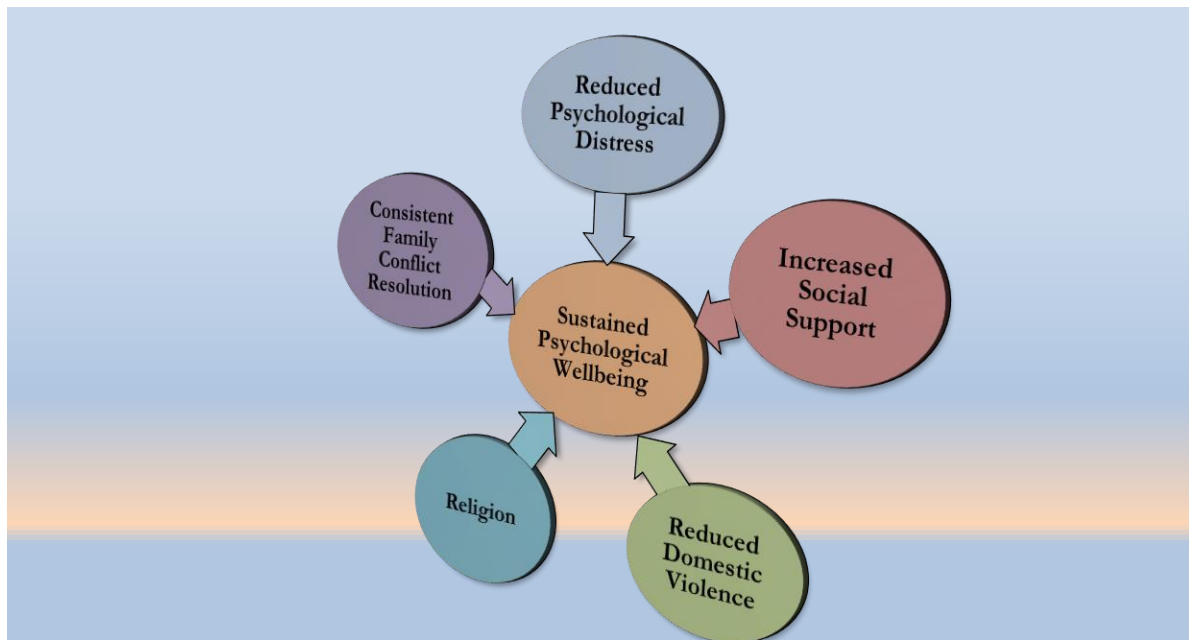 Reduced
Psychological
Distress
Consistent
Family
Conflict
Resolution
Increased
Social
Support
Sustained
Psychological
Wellbeing
Religion
Reduced
Domestic
Violence